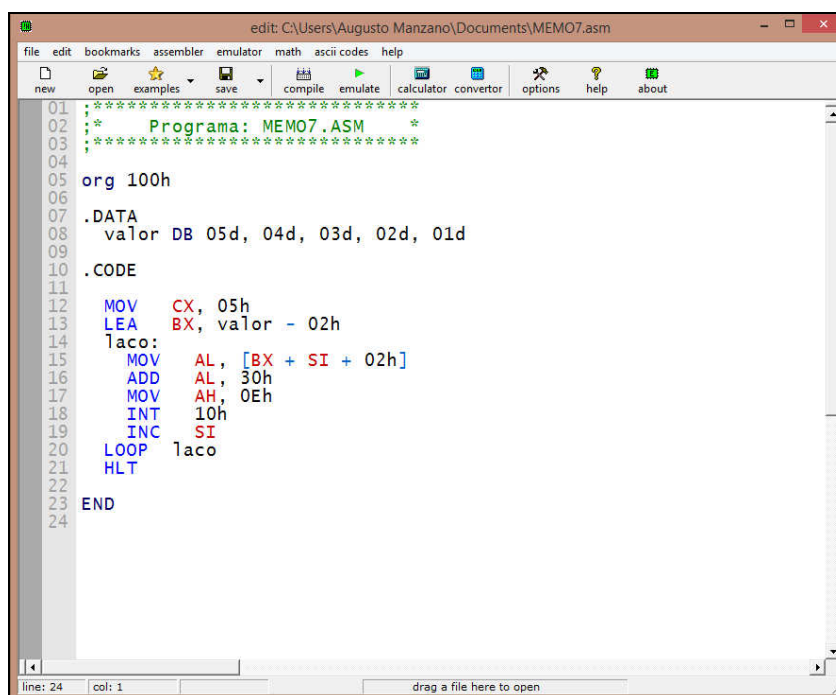 edit: C:\Users\Augusto Manzano\Documents\MEMO7.asm
file edit bookmarks assembler emulator math ascii codes help
new open examples save compile emulate calculator convertor options help about
01 ;*****************************
02 ;*    Programa: MEMO7.ASM    *
03 ;*****************************
04
05 org 100h
06
07 .DATA
08   valor DB 05d, 04d, 03d, 02d, 01d
09
10 .CODE
11
12   MOV   CX, 05h
13   LEA   BX, valor - 02h
14   laco:
15     MOV   AL, [BX + SI + 02h]
16     ADD   AL, 30h
17     MOV   AH, 0Eh
18     INT   10h
19     INC   SI
20   LOOP  laco
21   HLT
22
23 END
24
line: 24 col: 1 drag a file here to open